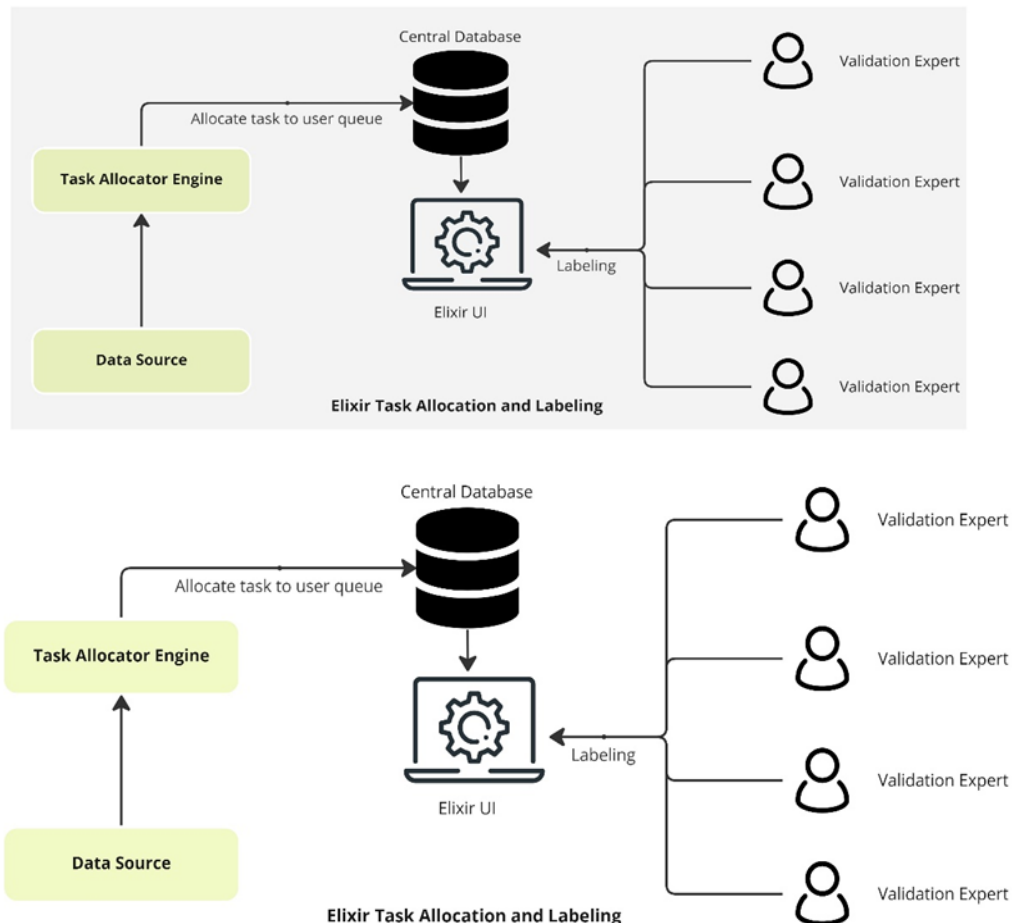 Central Database
Validation Expert
Allocate task to user queue
Task Allocator Engine
Validation Expert
Labeling
Validation Expert
Elixir UI
Data Source
Validation Expert
Elixir Task Allocation and Labeling
Central Database
Validation Expert
Allocate task to user queue
Task Allocator Engine
Validation Expert
Labeling
Validation Expert
Elixir UI
Data Source
Validation Expert
Elixir Task Allocation and Labeling